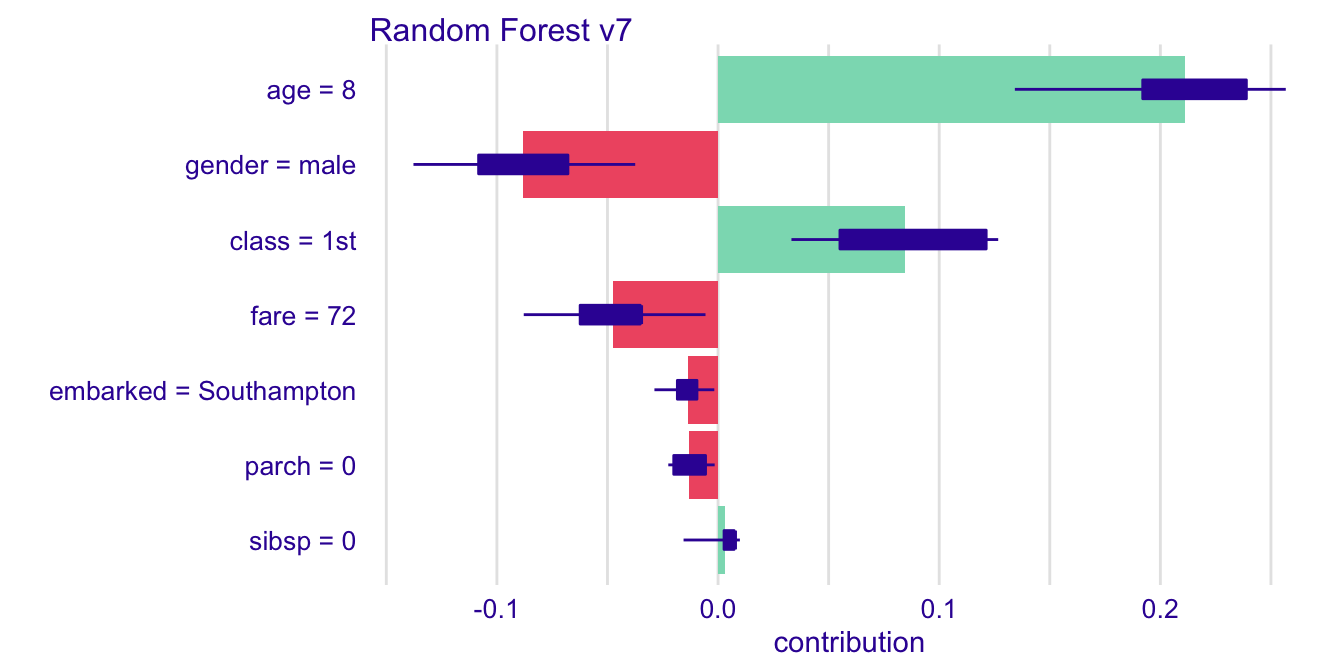 Random Forest v7
age = 8
gender = male
class = 1st
fare = 72
embarked = Southampton
parch = 0
sibsp = 0
-0.1 0.0 0.1 0.2
contribution